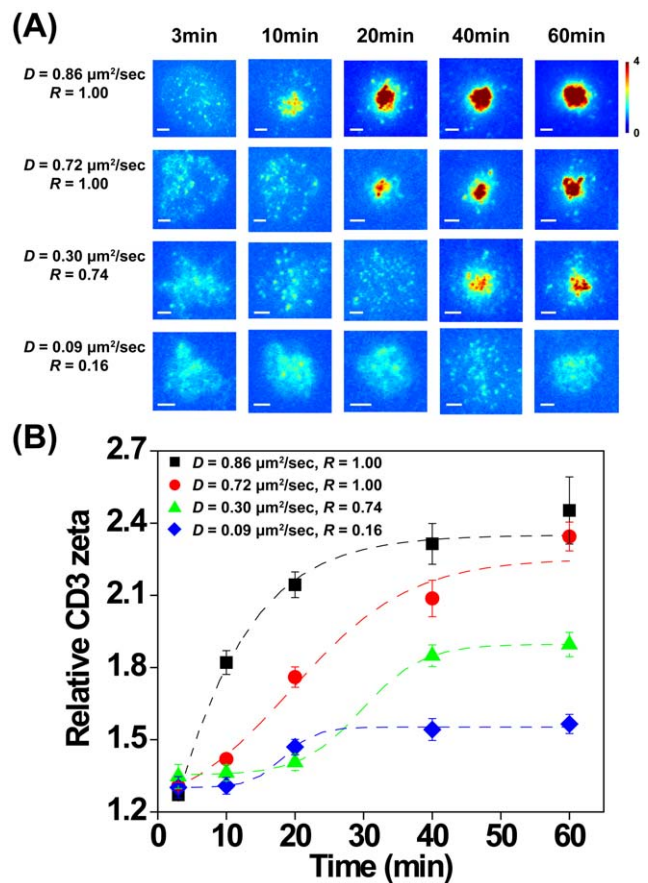 (A)
3min 10min 20min 40min 60min
D = 0.86 µm²/sec
R = 1.00
4
0
D = 0.72 µm²/sec
R = 1.00
D = 0.30 µm²/sec
R = 0.74
D = 0.09 µm²/sec
R = 0.16
(B)
2.7
2.4
2.1
1.8
1.5
1.2
Relative CD3 zeta
D = 0.86 µm²/sec, R = 1.00
D = 0.72 µm²/sec, R = 1.00
D = 0.30 µm²/sec, R = 0.74
D = 0.09 µm²/sec, R = 0.16
0 10 20 30 40 50 60
Time (min)